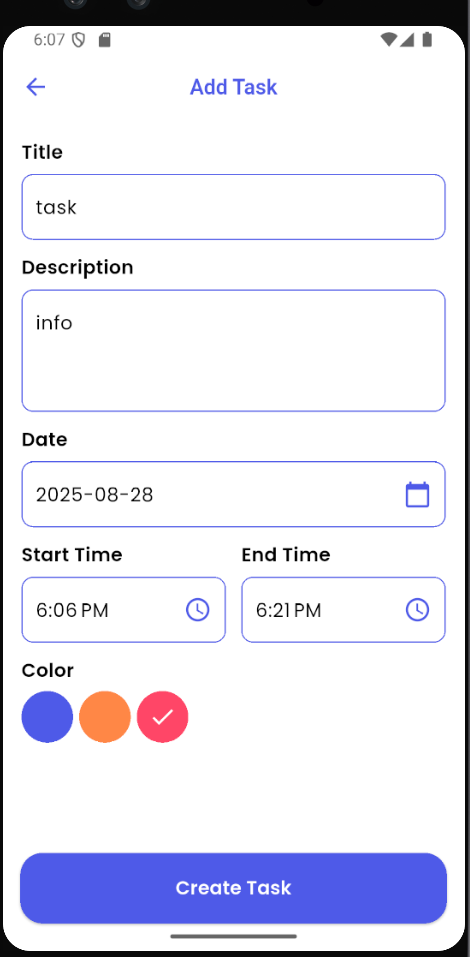 6:07
Add Task
Title
task
Description
info
Date
2025-08-28
Start Time End Time
6:06 PM 6:21 PM
Color
Create Task